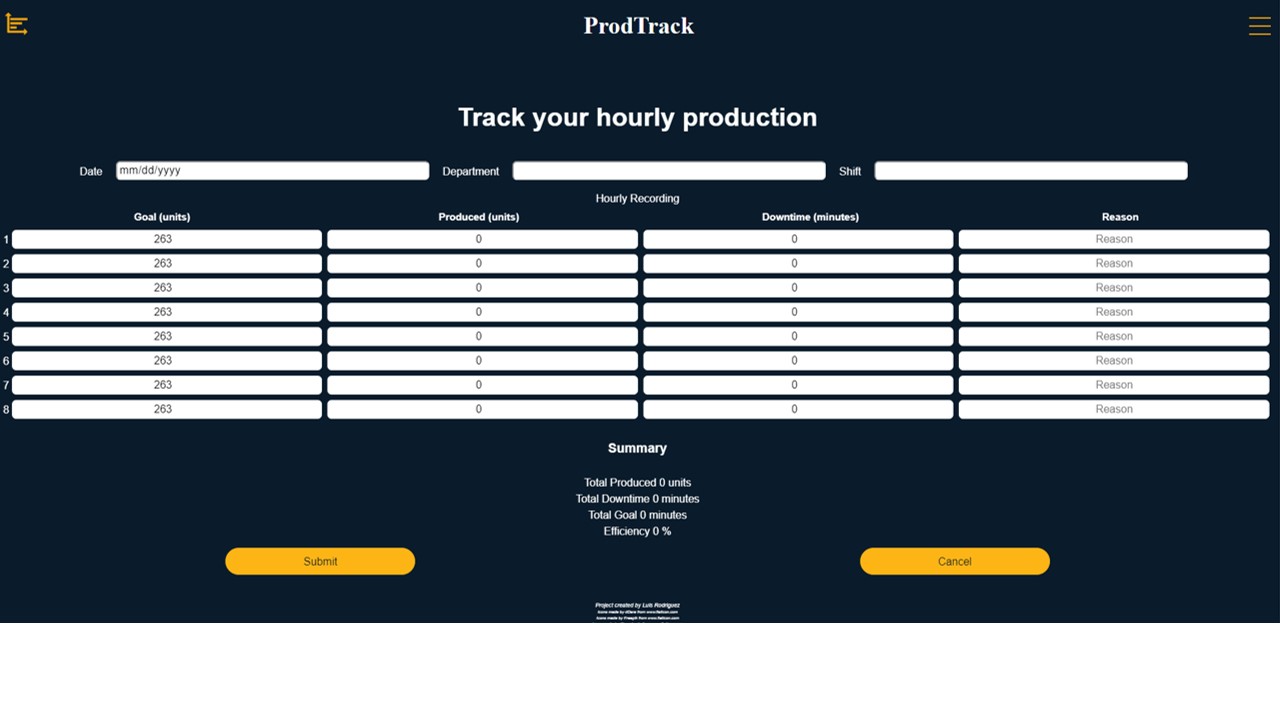 ProdTrack
Track your hourly production
Date mm/dd/yyyy Department Shift
Hourly Recording
Goal (units) Produced (units) Downtime (minutes) Reason
1 263 0 0 Reason
2 263 0 0 Reason
3 263 0 0 Reason
4 263 0 0 Reason
5 263 0 0 Reason
6 263 0 0 Reason
7 263 0 0 Reason
8 263 0 0 Reason
Summary
Total Produced 0 units
Total Downtime 0 minutes
Total Goal 0 minutes
Efficiency 0 %
Submit Cancel
Project created by Luis Rodriguez
Icons made by from www.flaticon.com
Icons made by Freepik from www.flaticon.com